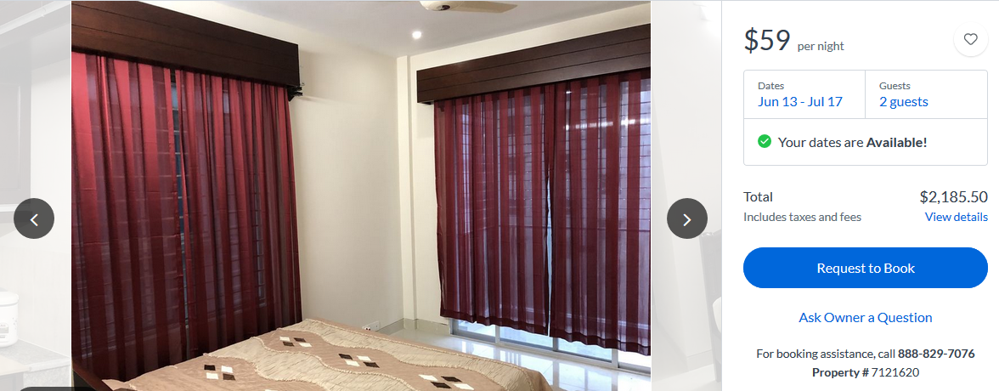 $59 per night
Dates
Jun 13 - Jul 17
Guests
2 guests
Your dates are Available!
Total $2,185.50
Includes taxes and fees View details
Request to Book
Ask Owner a Question
For booking assistance, call 888-829-7076
Property # 7121620